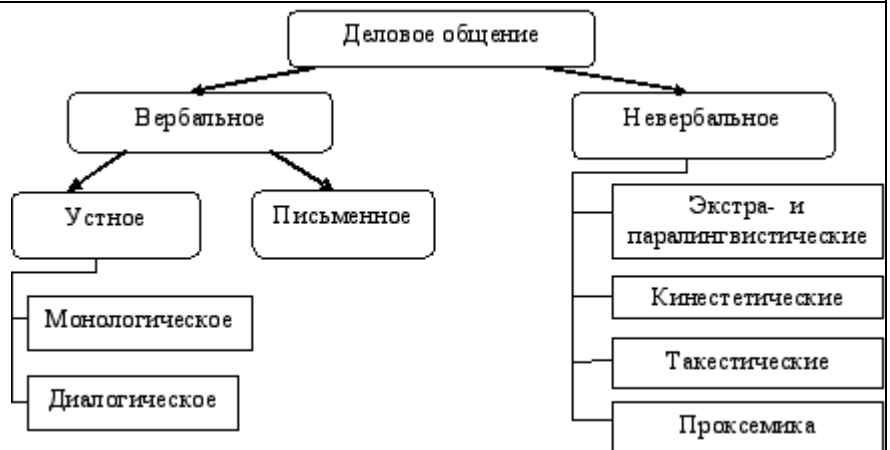 Деловое общение
Вербальное
Невербальное
Устное
Письменное
Экстра- и
паралингвистические
Кинестетические
Монологическое
Такестические
Диалогическое
Проксемика